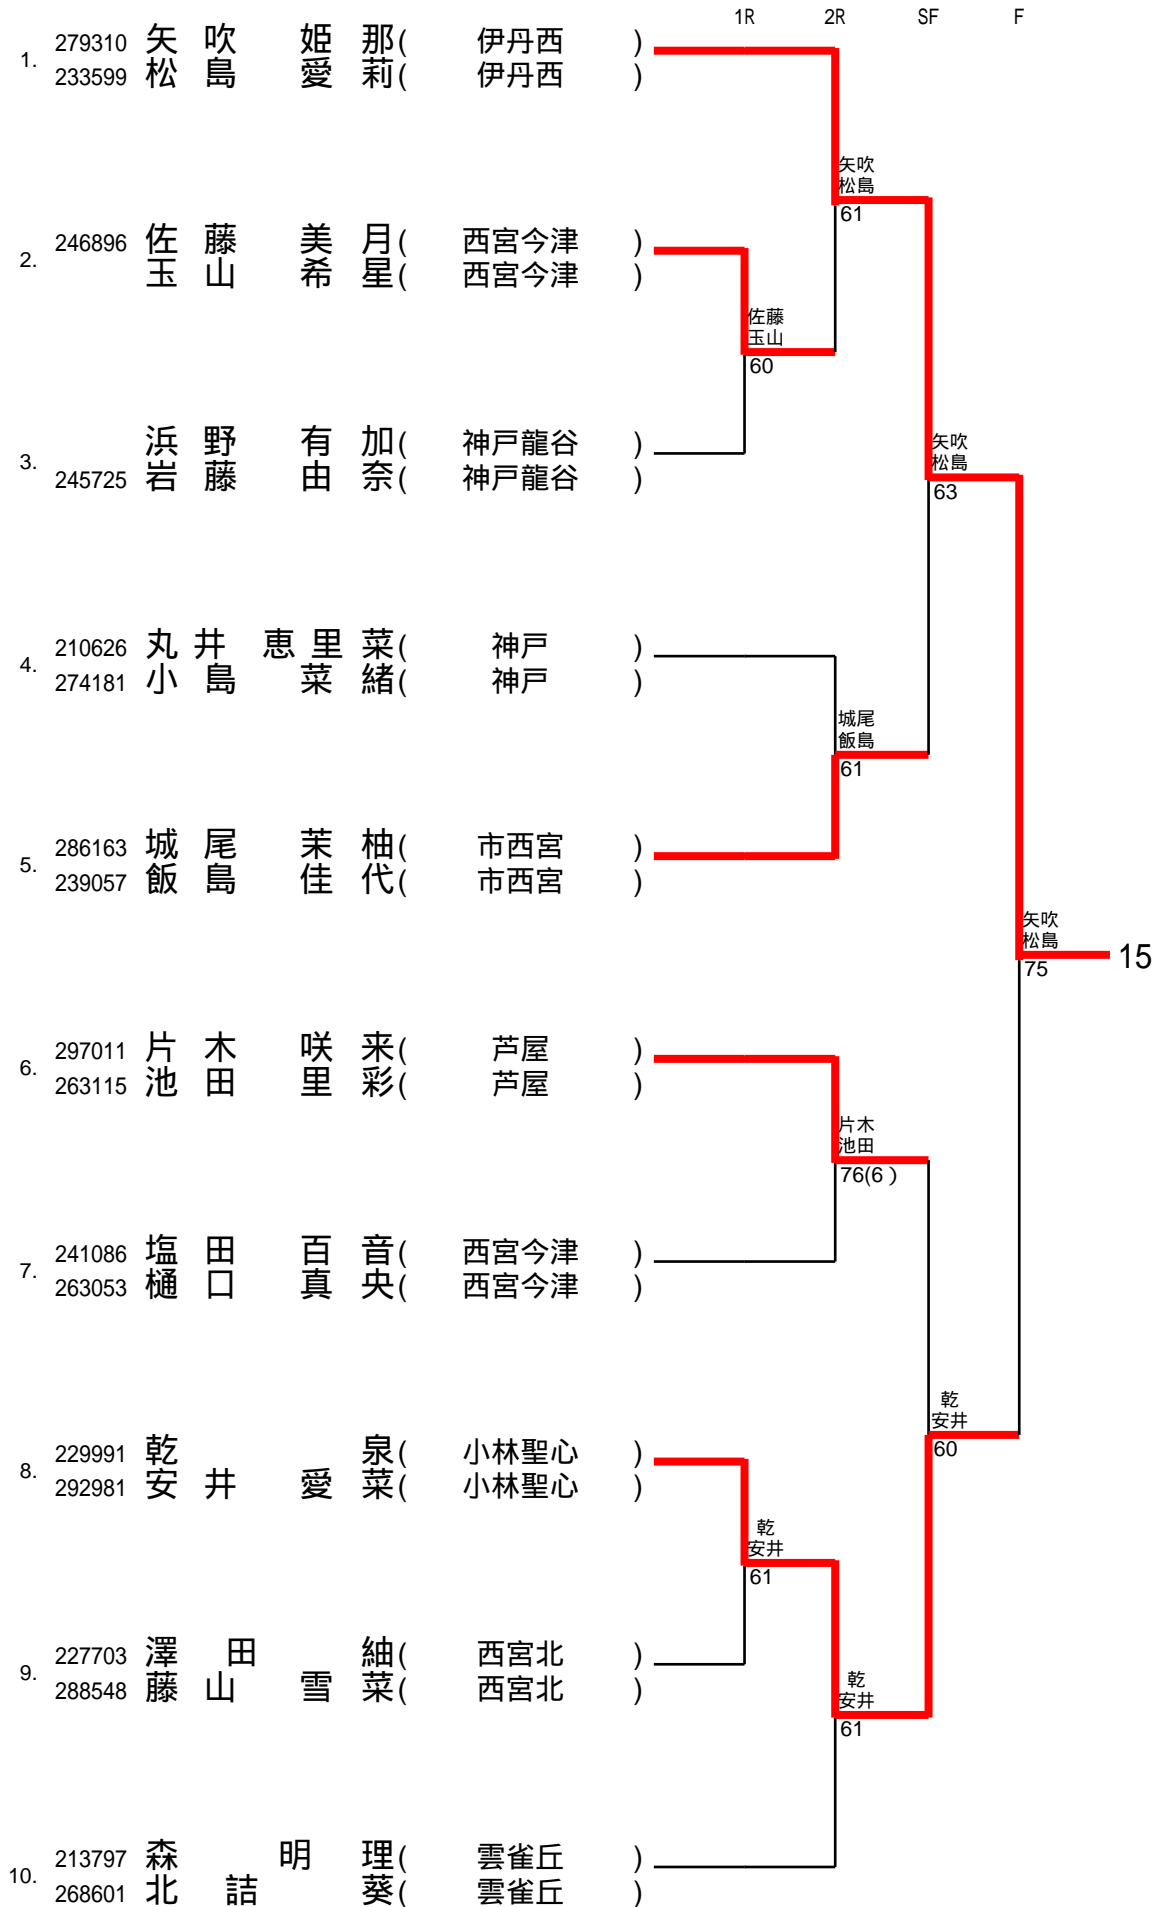 1R 2R SF F
279310 矢吹 姫那( 伊丹西 )
1.
233599 松島 愛莉( 伊丹西 )
矢吹
松島
61
246896 佐藤 美月( 西宮今津 )
2.
玉山 希星( 西宮今津 )
佐藤
玉山
60
浜野 有加( 神戸龍谷 )
3.
245725 岩藤 由奈( 神戸龍谷 )
矢吹
松島
63
210626 丸井 恵里菜( 神戸 )
4.
274181 小島 菜緒( 神戸 )
城尾
飯島
61
286163 城尾 茉柚( 市西宮 )
5.
239057 飯島 佳代( 市西宮 )
矢吹
松島
75
15
297011 片木 咲来( 芦屋 )
6.
263115 池田 里彩( 芦屋 )
片木
池田
76(6 )
241086 塩田 百音( 西宮今津 )
7.
263053 樋口 真央( 西宮今津 )
乾
安井
60
229991 乾 泉( 小林聖心 )
8.
292981 安井 愛菜( 小林聖心 )
乾
安井
61
227703 澤田 紬( 西宮北 )
9.
288548 藤山 雪菜( 西宮北 )
乾
安井
61
213797 森 明理( 雲雀丘 )
10.
268601 北詰 葵( 雲雀丘 )